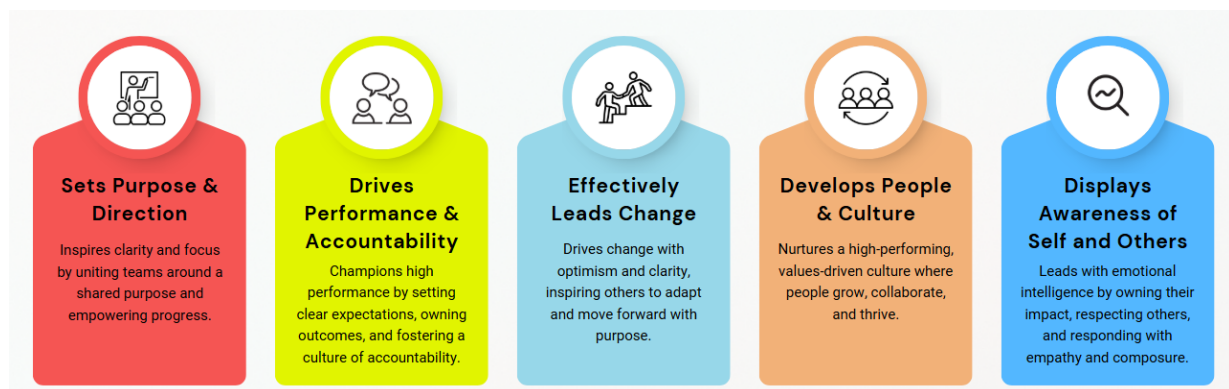 Sets Purpose &
Direction
Inspires clarity and focus
by uniting teams around a
shared purpose and
empowering progress.
Drives
Performance &
Accountability
Champions high
performance by setting
clear expectations, owning
outcomes, and fostering a
culture of accountability.
Effectively
Leads Change
Drives change with
optimism and clarity,
inspiring others to adapt
and move forward with
purpose.
Develops People
& Culture
Nurtures a high-performing,
values-driven culture where
people grow, collaborate,
and thrive.
Displays
Awareness of
Self and Others
Leads with emotional
intelligence by owning their
impact, respecting others,
and responding with
empathy and composure.